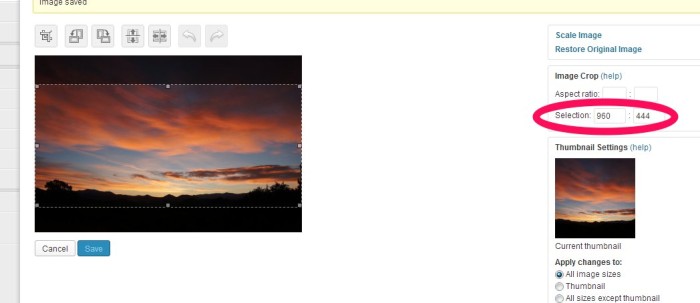 Image saved
Scale Image
Restore Original Image
Image Crop (help)
Aspect ratio: :
Selection: 960 : 444
Thumbnail Settings (help)
Current thumbnail
Apply changes to:
All image sizes
Thumbnail
All sizes except thumbnail
Cancel Save